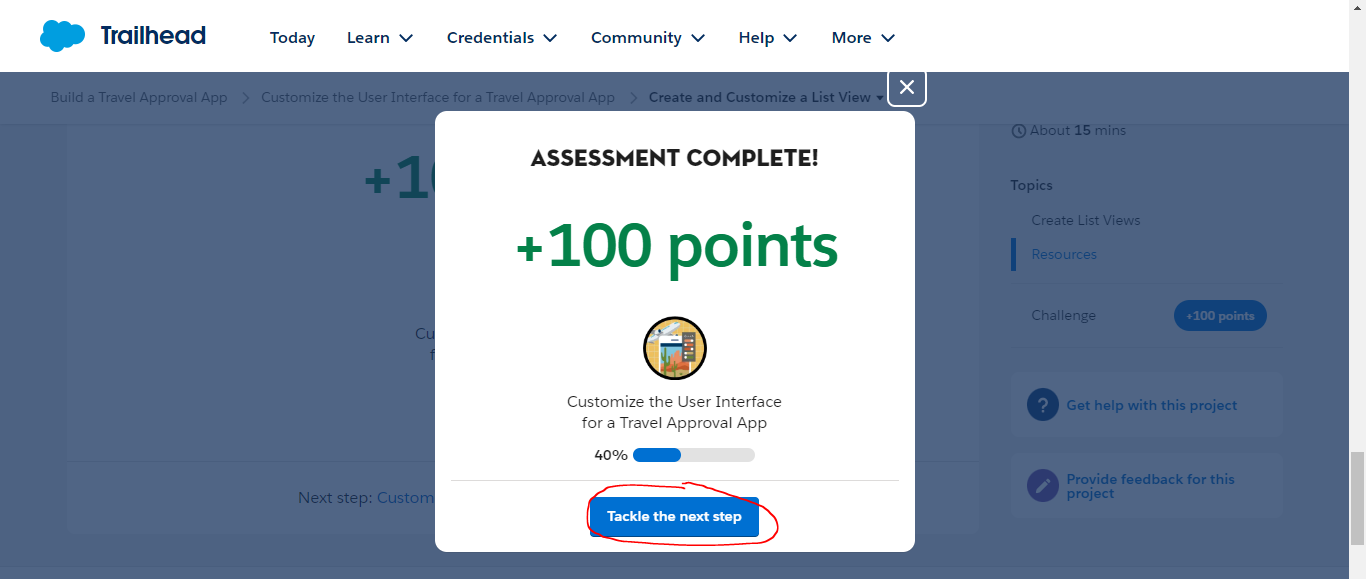 Trailhead
Today Learn Credentials Community Help More
Build a Travel Approval App Customize the User Interface for a Travel Approval App Create and Customize a List View
About 15 mins
ASSESSMENT COMPLETE!
+10
+100 points
Topics
Create List Views
Resources
Challenge +100 points
Cu
f
Customize the User Interface
for a Travel Approval App
40%
Get help with this project
Provide feedback for this
project
Next step: Custom
Tackle the next step